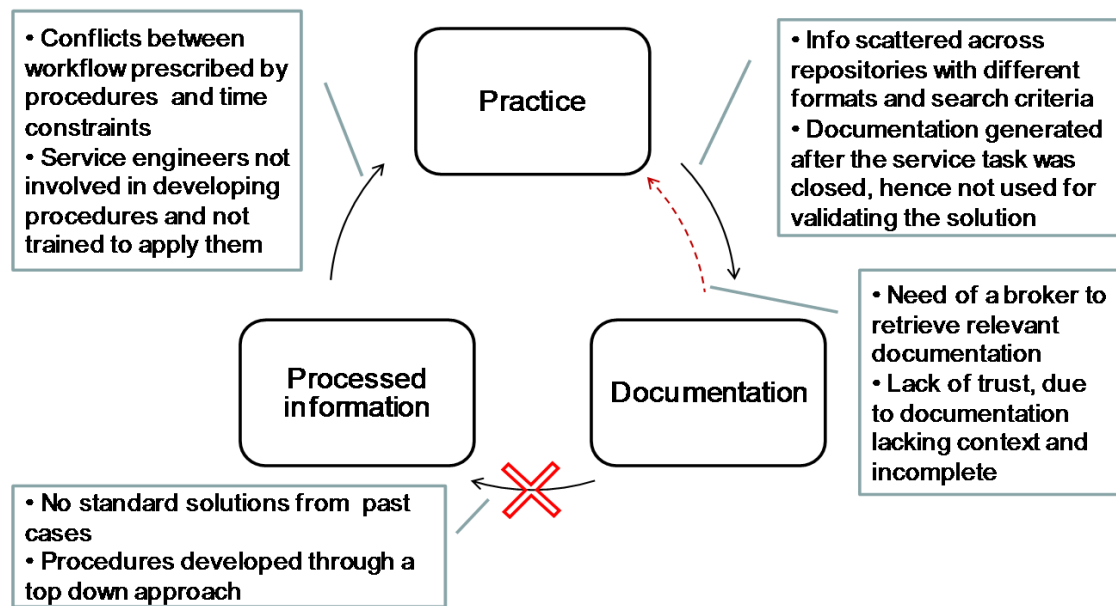 • Conflicts between
workflow prescribed by
procedures and time
constraints
• Service engineers not
involved in developing
procedures and not
trained to apply them
Practice
• Info scattered across
repositories with different
formats and search criteria
• Documentation generated
after the service task was
closed, hence not used for
validating the solution
Processed
information
Documentation
• Need of a broker to
retrieve relevant
documentation
• Lack of trust, due
to documentation
lacking context and
incomplete
• No standard solutions from past
cases
• Procedures developed through a
top down approach